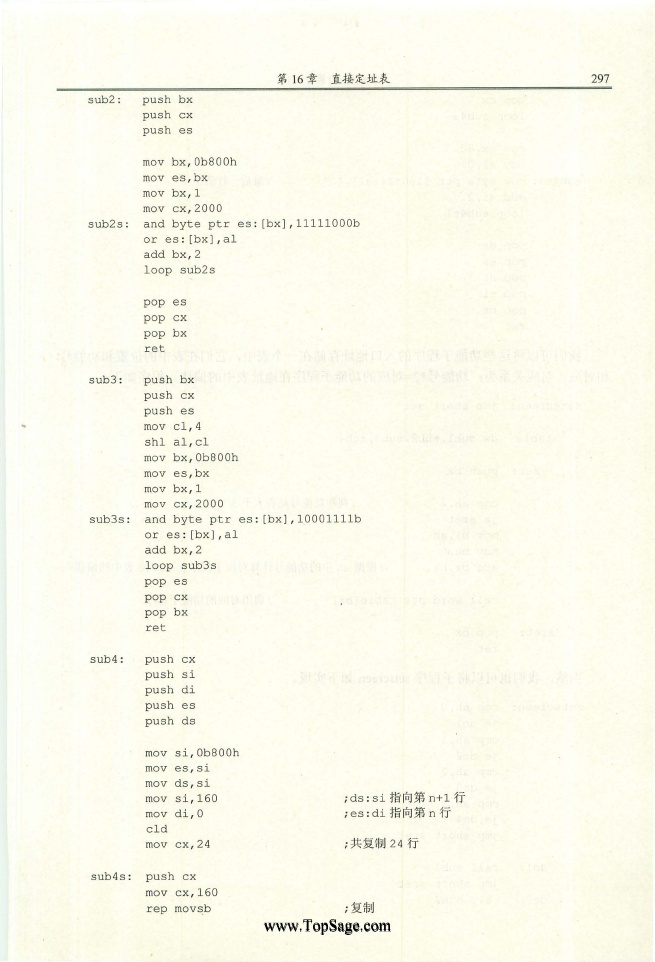 第 16 章 直接定址表 297
sub2: push bx
push cx
push es
mov bx,0b800h
mov es,bx
mov bx,1
mov cx,2000
sub2s: and byte ptr es:[bx],11111000b
or es:[bx],al
add bx,2
loop sub2s
pop es
pop cx
pop bx
ret
sub3: push bx
push cx
push es
mov cl,4
shl al,cl
mov bx,0b800h
mov es,bx
mov bx,1
mov cx,2000
sub3s: and byte ptr es:[bx],10001111b
or es:[bx],al
add bx,2
loop sub3s
pop es
pop cx
pop bx
ret
sub4: push cx
push si
push di
push es
push ds
mov si,0b800h
mov es,si
mov ds,si
mov si,160 ;ds:si 指向第 n+1 行
mov di,0 ;es:di 指向第 n 行
cld
mov cx,24 ;共复制 24 行
sub4s: push cx
mov cx,160
rep movsb ;复制
www.TopSage.com